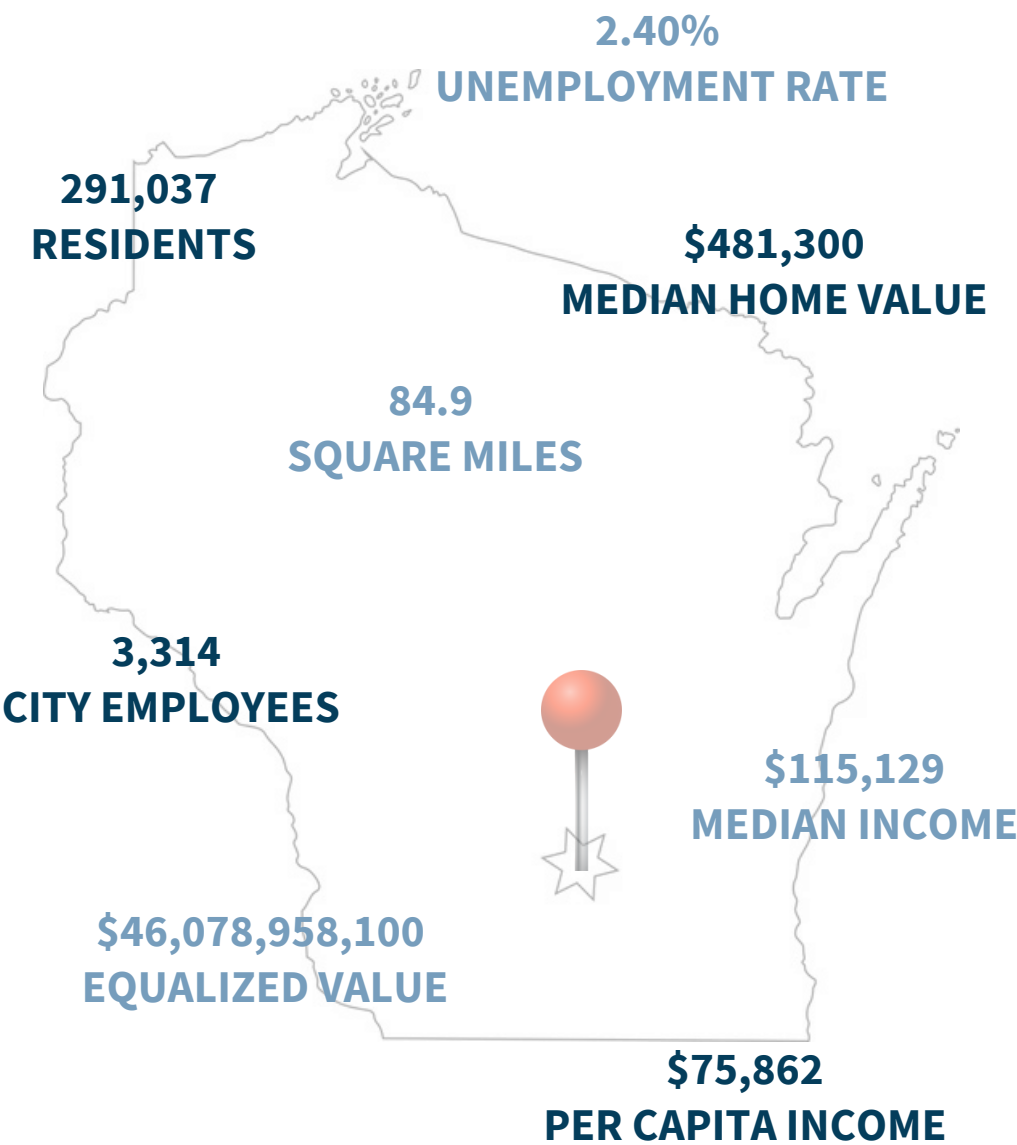 2.40%
UNEMPLOYMENT RATE
291,037
RESIDENTS
$481,300
MEDIAN HOME VALUE
84.9
SQUARE MILES
3,314
CITY EMPLOYEES
$115,129
MEDIAN INCOME
$46,078,958,100
EQUALIZED VALUE
$75,862
PER CAPITA INCOME